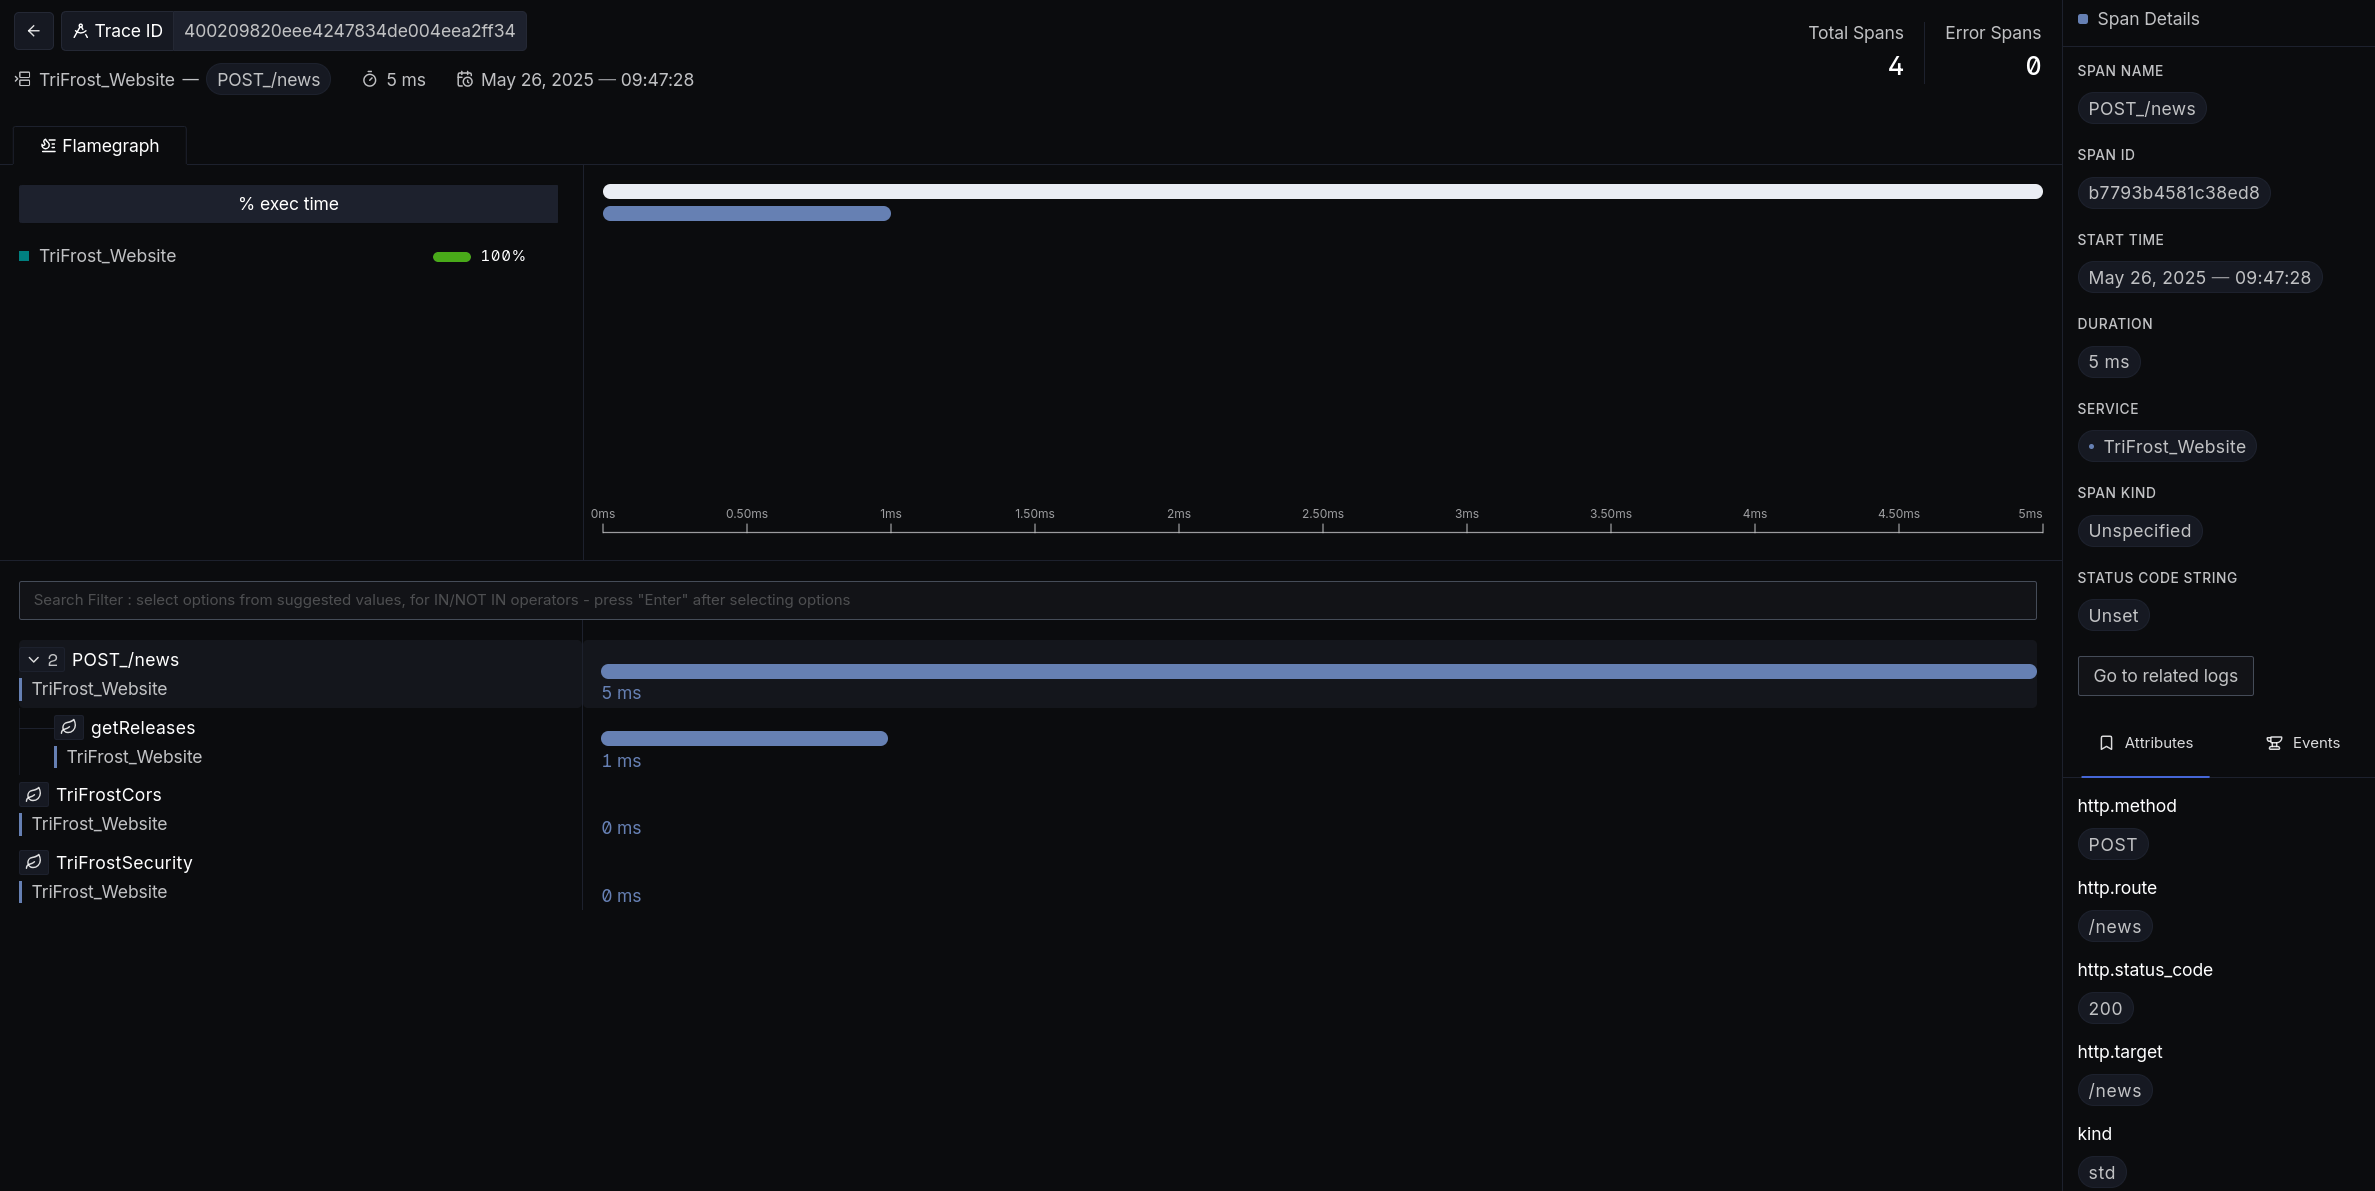 Trace ID 400209820eee4247834de004eea2ff34
TriFrost_Website — POST_/news 5 ms May 26, 2025 — 09:47:28
Total Spans
4
Error Spans
0
Flamegraph
% exec time
TriFrost_Website 100%
0ms 0.50ms 1ms 1.50ms 2ms 2.50ms 3ms 3.50ms 4ms 4.50ms 5ms
Search Filter : select options from suggested values, for IN/NOT IN operators - press "Enter" after selecting options
2 POST_/news
TriFrost_Website
5 ms
getReleases
TriFrost_Website
1 ms
TriFrostCors
TriFrost_Website
0 ms
TriFrostSecurity
TriFrost_Website
0 ms
Span Details
SPAN NAME
POST_/news
SPAN ID
b7793b4581c38ed8
START TIME
May 26, 2025 — 09:47:28
DURATION
5 ms
SERVICE
TriFrost_Website
SPAN KIND
Unspecified
STATUS CODE STRING
Unset
Go to related logs
Attributes Events
http.method
POST
http.route
/news
http.status_code
200
http.target
/news
kind
std